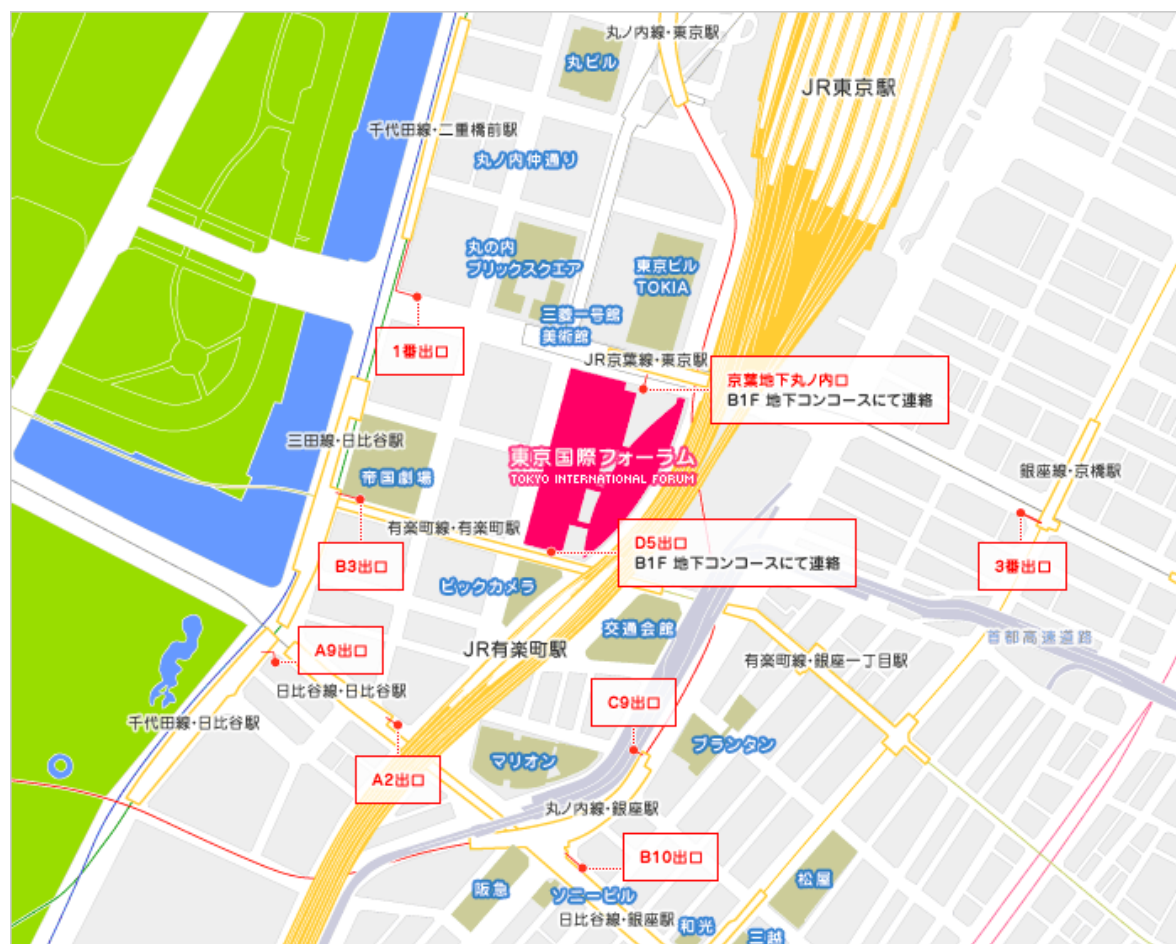 丸ノ内線・東京駅
丸ビル
JR東京駅
千代田線・二重橋前駅
丸ノ内仲通り
丸の内
ブリックスクエア
東京ビル
TOKIA
三菱一号館
美術館
1番出口
JR京葉線・東京駅
京葉地下丸ノ内口
B1F 地下コンコースにて連絡
三田線・日比谷駅
帝国劇場
東京国際フォーラム
TOKYO INTERNATIONAL FORUM
銀座線・京橋駅
有楽町線・有楽町駅
D5出口
B1F 地下コンコースにて連絡
B3出口
3番出口
ビックカメラ
交通会館
首都高速道路
A9出口
JR有楽町駅
有楽町線・銀座一丁目駅
日比谷線・日比谷駅
千代田線・日比谷駅
C9出口
プランタン
マリオン
A2出口
丸ノ内線・銀座駅
B10出口
阪急
ソニービル
松屋
日比谷線・銀座駅
和光
三越